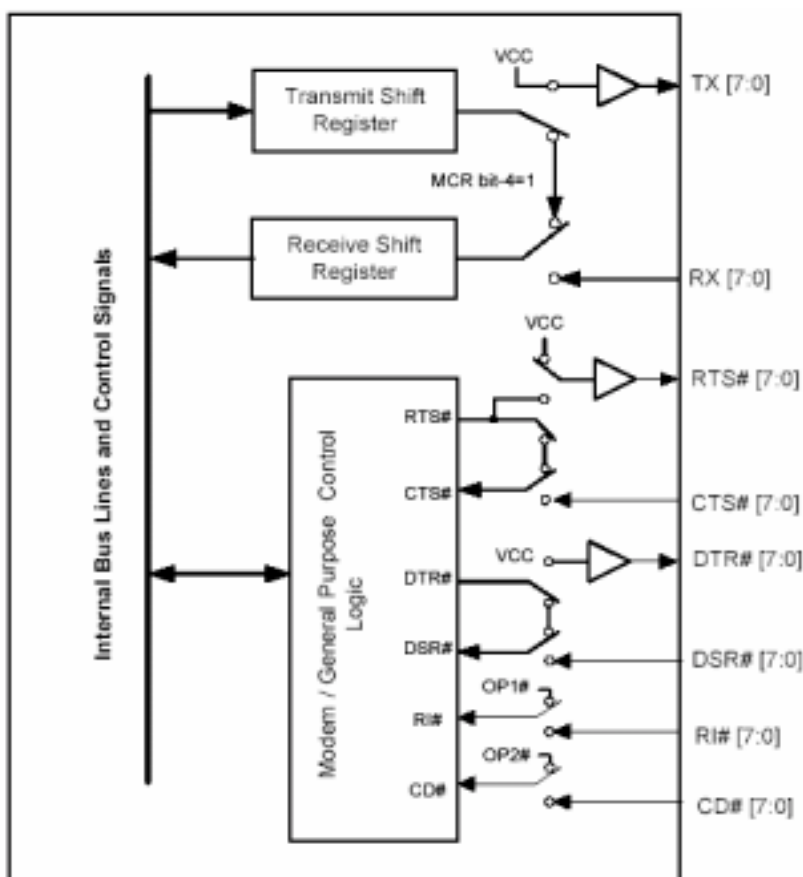 VCC
TX [7:0]
Transmit Shift
Register
MCR bit-4=1
Receive Shift
Register
RX [7:0]
VCC
RTS# [7:0]
RTS#
CTS#
CTS# [7:0]
VCC
DTR# [7:0]
DTR#
DSR#
DSR# [7:0]
OP1#
RI#
RI# [7:0]
OP2#
CD#
CD# [7:0]
Internal Bus Lines and Control Signals
Modem / General Purpose Control
Logic